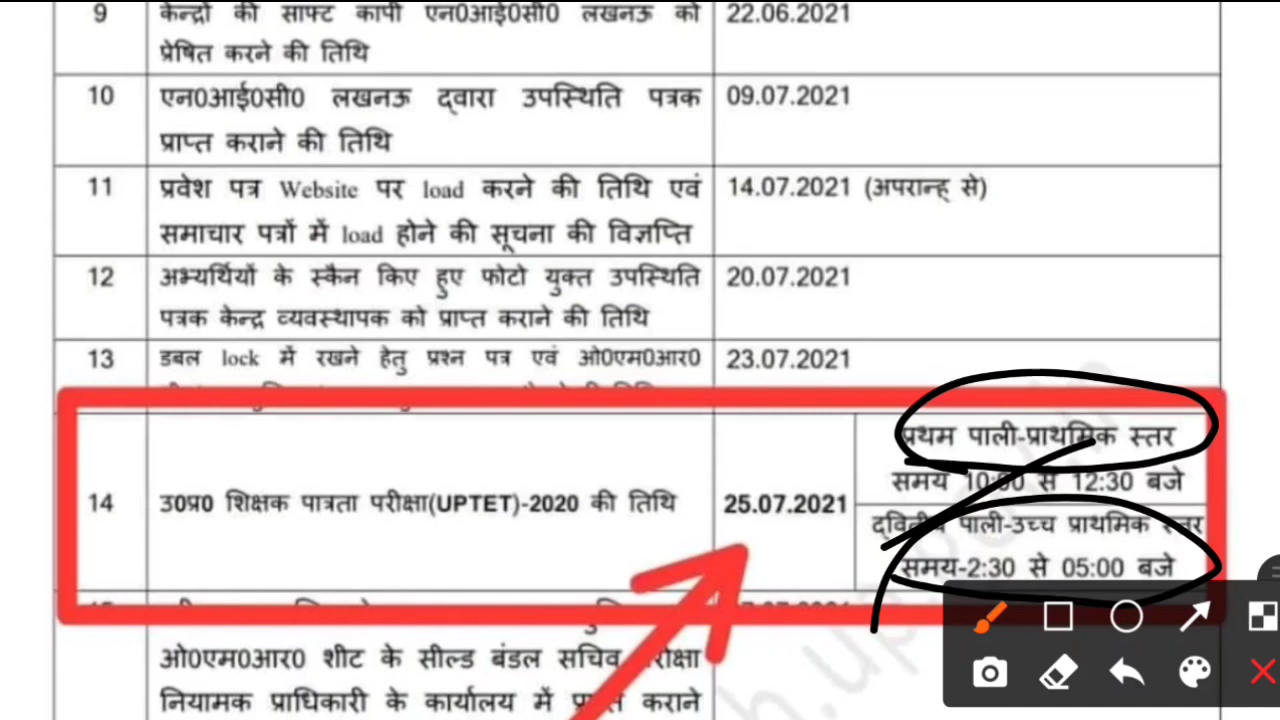 9 केन्द्रों की साफ्ट कापी एन0आई0सी0 लखनऊ को 22.06.2021
प्रेषित करने की तिथि
10 एन0आई0सी0 लखनऊ द्वारा उपस्थिति पत्रक 09.07.2021
प्राप्त कराने की तिथि
11 प्रवेश पत्र Website पर load करने की तिथि एवं 14.07.2021 (अपरान्ह् से)
समाचार पत्रों में load होने की सूचना की विज्ञप्ति
12 अभ्यर्थियों के स्कैन किए हुए फोटो युक्त उपस्थिति 20.07.2021
पत्रक केन्द्र व्यवस्थापक को प्राप्त कराने की तिथि
13 डबल lock में रखने हेतु प्रश्न पत्र एवं ओ0एम0आर0 23.07.2021
प्रथम पाली-प्राथमिक स्तर
समय 10:00 से 12:30 बजे
14 उ0प्र0 शिक्षक पात्रता परीक्षा(UPTET)-2020 की तिथि 25.07.2021
द्वितीय पाली-उच्च प्राथमिक स्तर
समय-2:30 से 05:00 बजे
ओ0एम0आर0 शीट के सील्ड बंडल सचिव परीक्षा
नियामक प्राधिकारी के कार्यालय में प्राप्त कराने